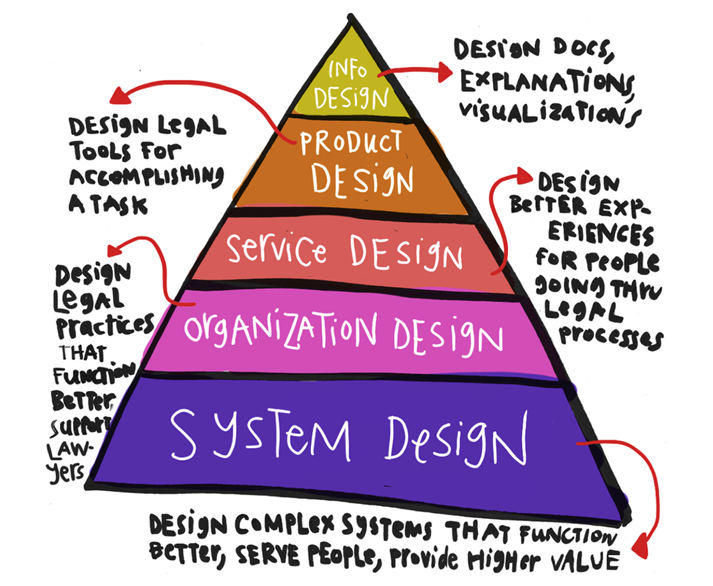 INFO
DESIGN
DESIGN DOCS,
EXPLANATIONS,
VISUALIZATIONS
PRODUCT
DESIGN
DESIGN LEGAL
TOOLS FOR
ACCOMPLISHING
A TASK
SERVICE DESIGN
DESIGN
BETTER EXP-
ERIENCES
FOR PEOPLE
GOING THRU
LEGAL
PROCESSES
ORGANIZATION DESIGN
DESIGN
LEGAL
PRACTICES
THAT
FUNCTION
BETTER,
SUPPORT
LAW-
YERS
SYSTEM DESIGN
DESIGN COMPLEX SYSTEMS THAT FUNCTION
BETTER, SERVE PEOPLE, PROVIDE HIGHER VALUE